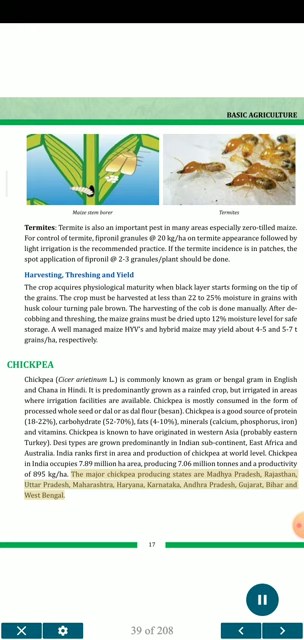 BASIC AGRICULTURE
Maize stem borer
Termites
Termites: Termite is also an important pest in many areas especially zero-tilled maize.
For control of termite, fipronil granules @ 20 kg/ha on termite appearance followed by
light irrigation is the recommended practice. If the termite incidence is in patches, the
spot application of fipronil @ 2-3 granules/plant should be done.
Harvesting, Threshing and Yield
The crop acquires physiological maturity when black layer starts forming on the tip of
the grains. The crop must be harvested at less than 22 to 25% moisture in grains with
husk colour turning pale brown. The harvesting of the cob is done manually. After de-
cobbing and threshing, the maize grains must be dried upto 12% moisture level for safe
storage. A well managed maize HYV's and hybrid maize may yield about 4-5 and 5-7 t
grains/ha, respectively.
CHICKPEA
Chickpea (Cicer arietinum L.) is commonly known as gram or bengal gram in English
and Chana in Hindi. It is predominantly grown as a rainfed crop, but irrigated in areas
where irrigation facilities are available. Chickpea is mostly consumed in the form of
processed whole seed or dal or as dal flour (besan). Chickpea is a good source of protein
(18-22%), carbohydrate (52-70%), fats (4-10%), minerals (calcium, phosphorus, iron)
and vitamins. Chickpea is known to have originated in western Asia (probably eastern
Turkey). Desi types are grown predominantly in Indian sub-continent, East Africa and
Australia. India ranks first in area and production of chickpea at world level. Chickpea
in India occupies 7.89 million ha area, producing 7.06 million tonnes and a productivity
of 895 kg/ha. The major chickpea producing states are Madhya Pradesh, Rajasthan,
Uttar Pradesh, Maharashtra, Haryana, Karnataka, Andhra Pradesh, Gujarat, Bihar and
West Bengal.
17
39 of 208